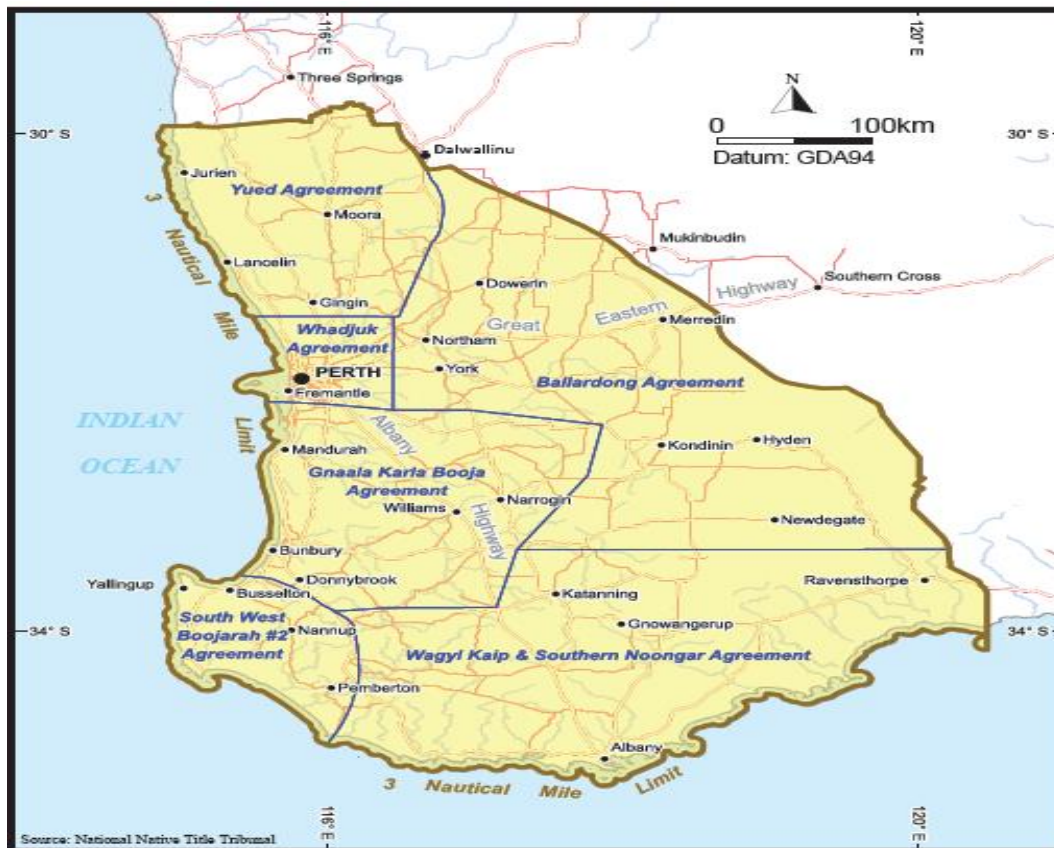 116° E
120° E
Three Springs
N
0 100km
Datum: GDA94
30° S
30° S
Dalwallinu
Jurien
Yued Agreement
Moora
3 Nautical Mile Limit
Mukinbudin
Lancelin
Dowerin
Southern Cross
Gingin
Great Eastern Highway
Merredin
Whadjuk
Agreement
Northam
PERTH
York
Ballardong Agreement
Fremantle
INDIAN
OCEAN
Albany Highway
Mandurah
Kondinin
Hyden
Gnaala Karla Booja
Agreement
Narrogin
Williams
Newdegate
Bunbury
Yallingup
Donnybrook
Busselton
Ravensthorpe
Katanning
South West
Boojarah #2
Agreement
Nannup
Gnowangerup
34° S
34° S
Wagyl Kaip & Southern Noongar Agreement
Pemberton
Albany
3 Nautical Mile Limit
116° E
120° E
Source: National Native Title Tribunal